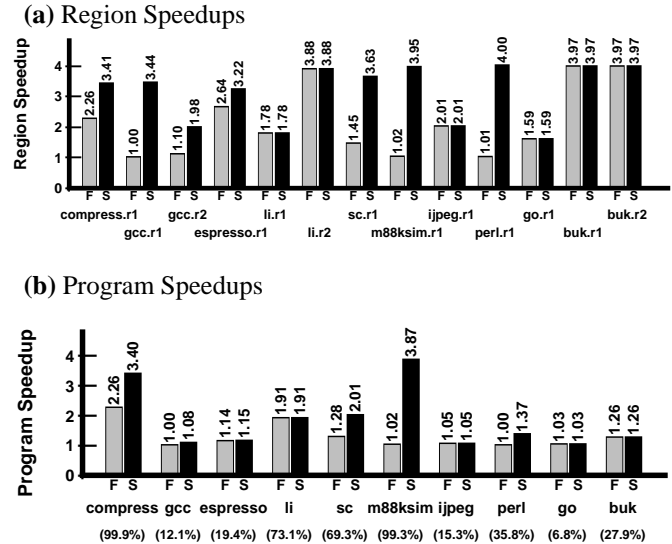 (a) Region Speedups
Region Speedup
4
3
2
1
0
2.26 3.41 1.00 3.44 1.10 1.98 2.64 3.22 1.78 1.78 3.88 3.88 1.45 3.63 1.02 3.95 2.01 2.01 1.01 4.00 1.59 1.59 3.97 3.97 3.97 3.97
F S F S F S F S F S F S F S F S F S F S F S F S F S
compress.r1 gcc.r2 li.r1 sc.r1 ijpeg.r1 go.r1 buk.r2
gcc.r1 espresso.r1 li.r2 m88ksim.r1 perl.r1 buk.r1
(b) Program Speedups
Program Speedup
4
3
2
1
0
2.26 3.40 1.00 1.08 1.14 1.15 1.91 1.91 1.28 2.01 1.02 3.87 1.05 1.05 1.00 1.37 1.03 1.03 1.26 1.26
F S F S F S F S F S F S F S F S F S F S
compress gcc espresso li sc m88ksim ijpeg perl go buk
(99.9%) (12.1%) (19.4%) (73.1%) (69.3%) (99.3%) (15.3%) (35.8%) (6.8%) (27.9%)